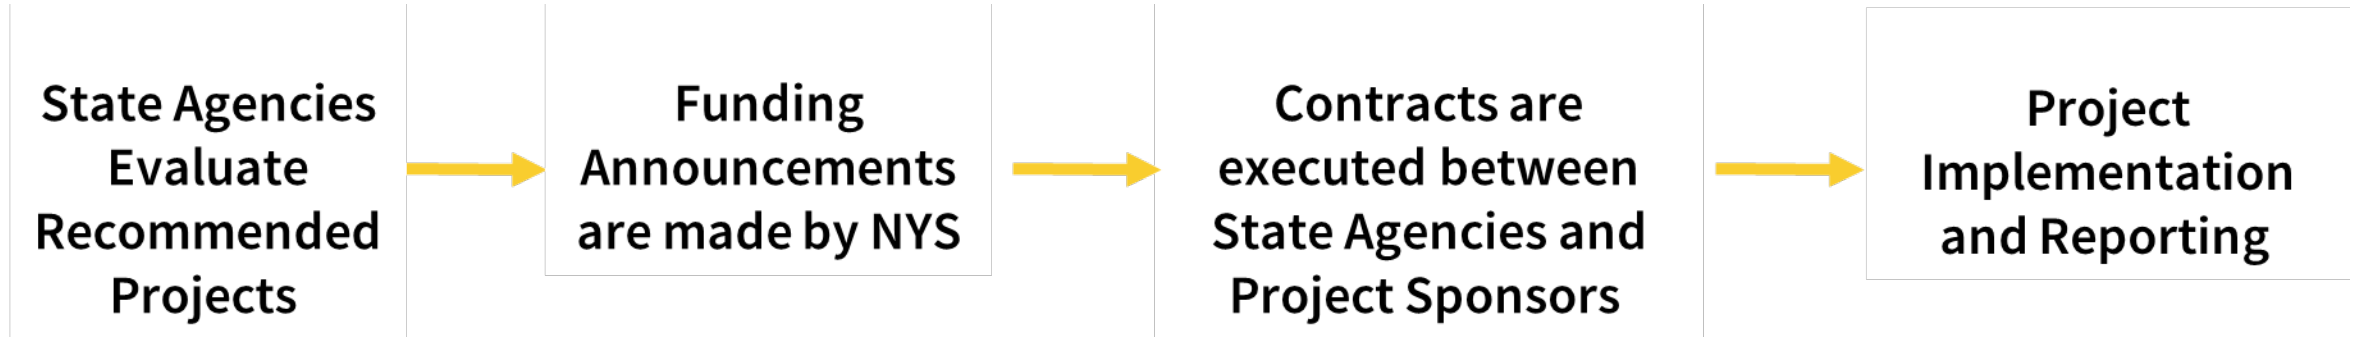 State Agencies
Evaluate
Recommended
Projects
Funding
Announcements
are made by NYS
Contracts are
executed between
State Agencies and
Project Sponsors
Project
Implementation
and Reporting